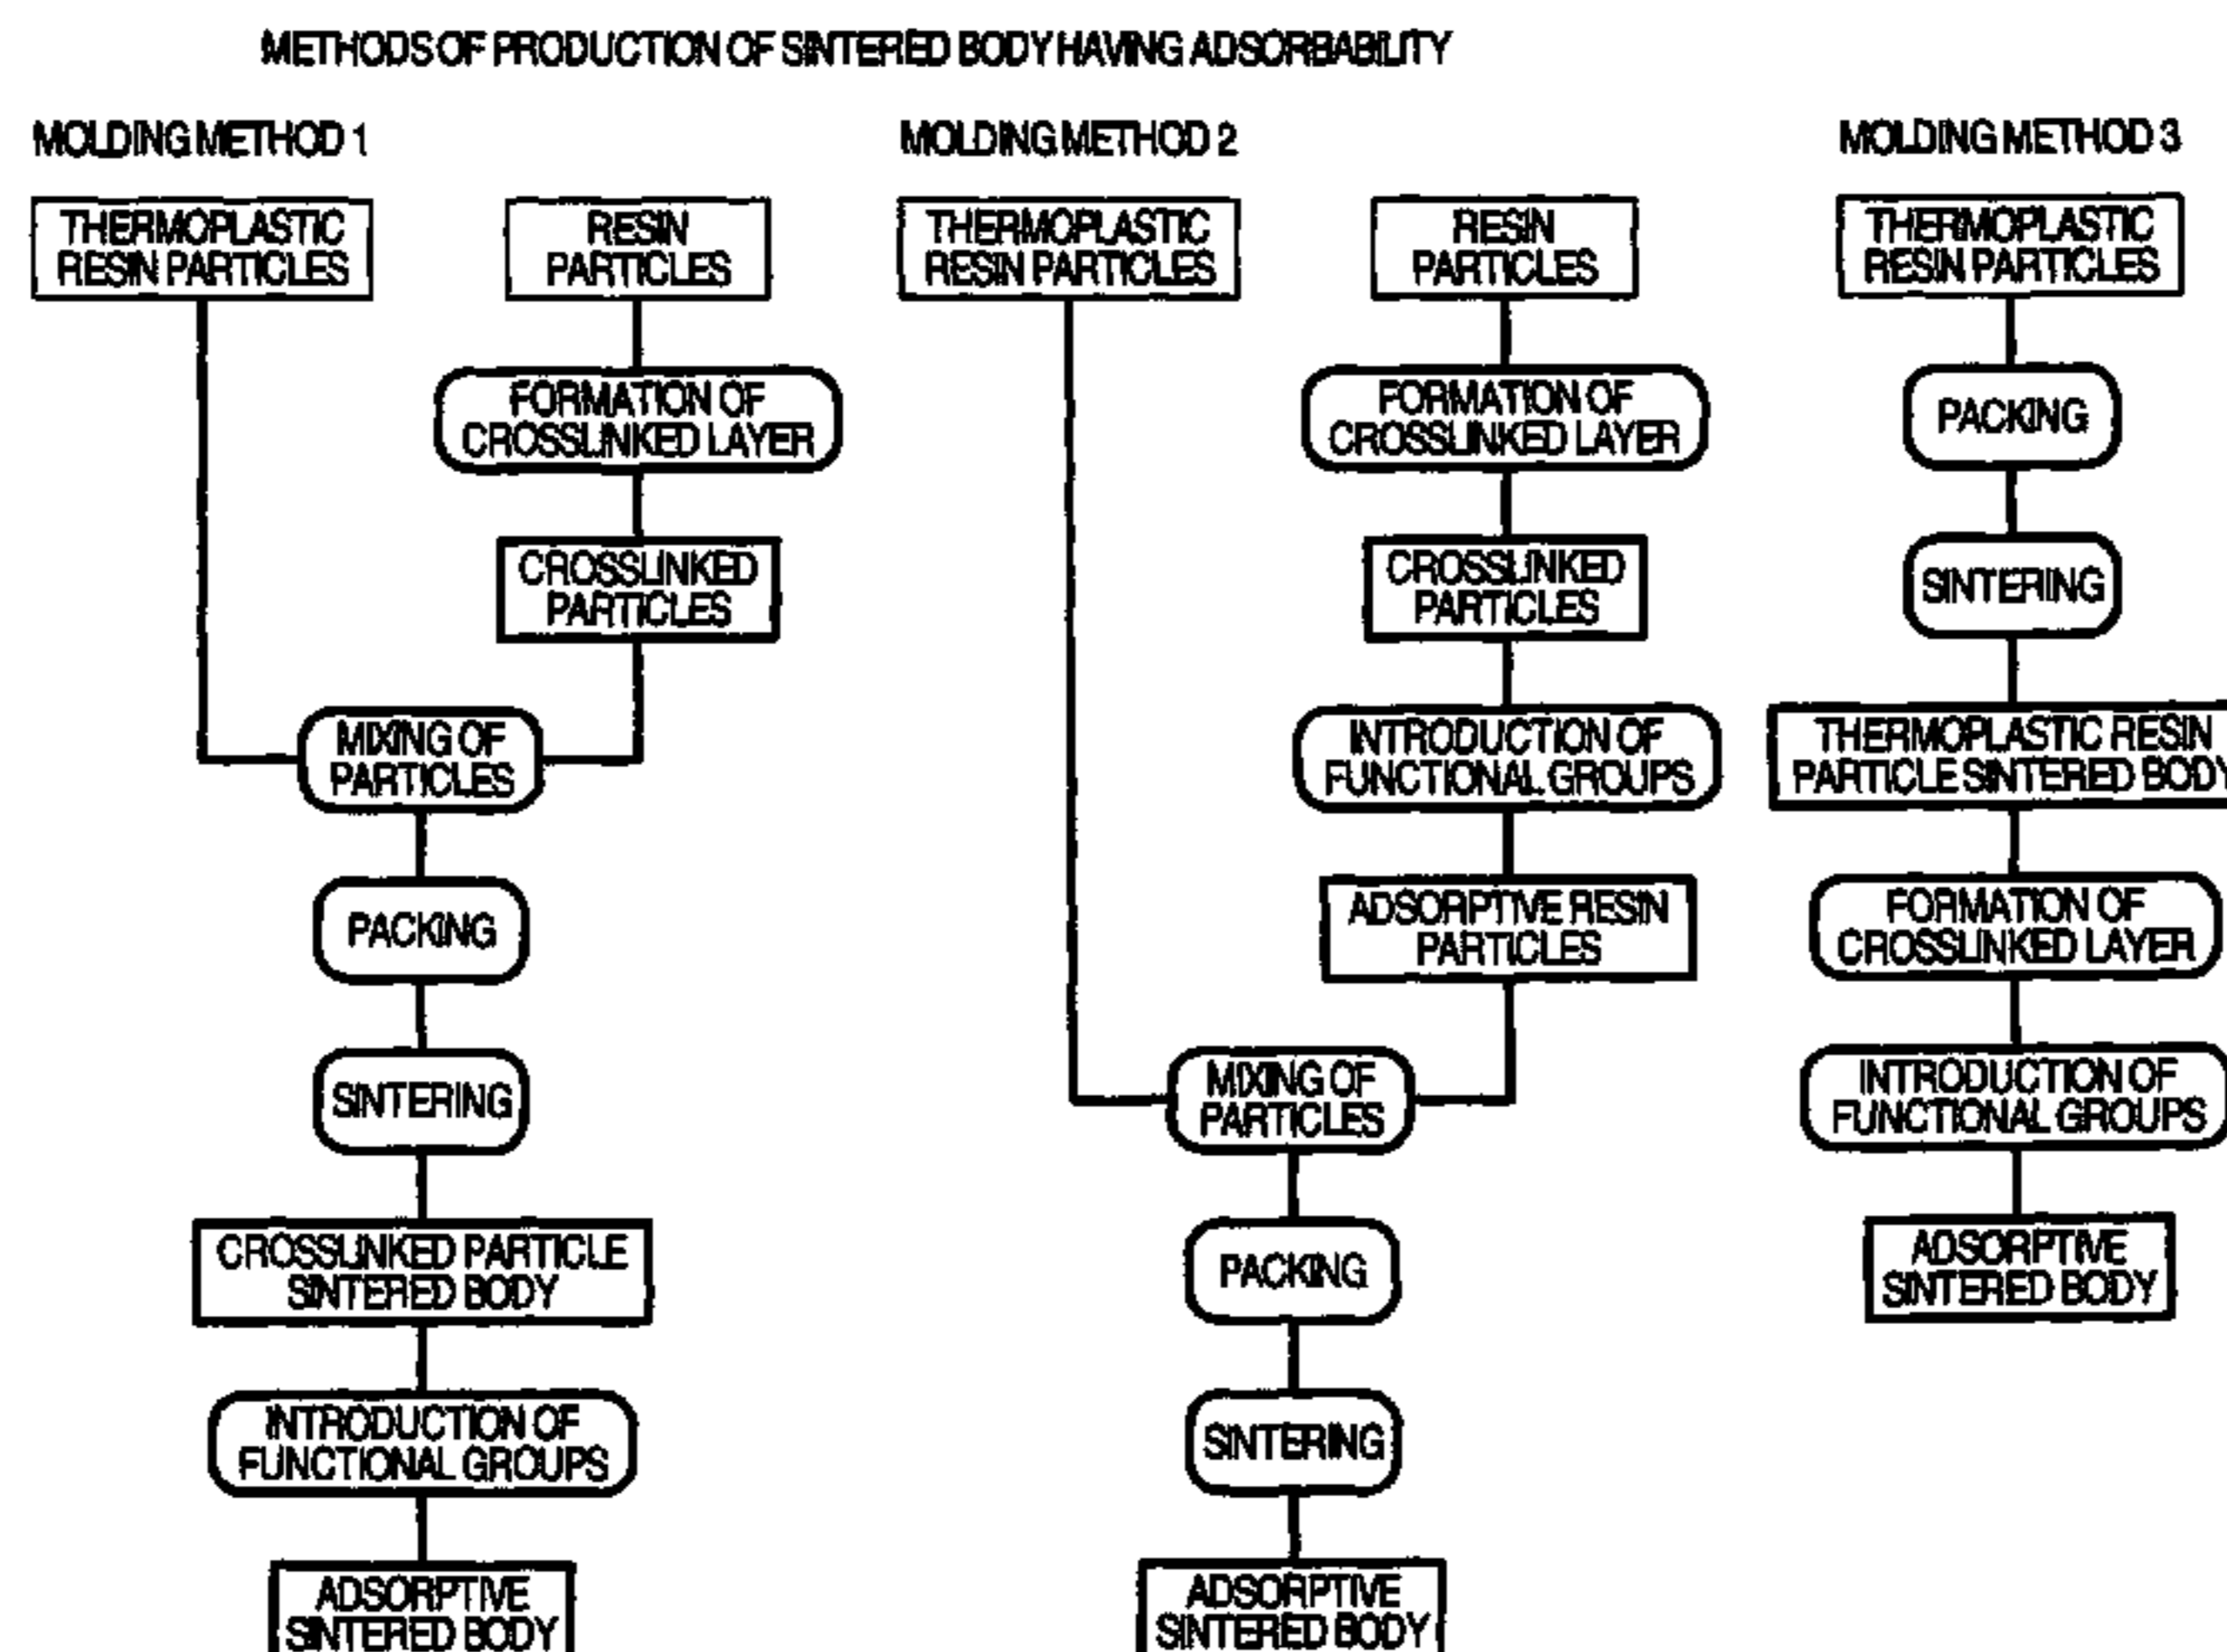 METHODS OF PRODUCTION OF SINTERED BODY HAVING ADSORBABILITY
MOLDING METHOD 1
THERMOPLASTIC
RESIN PARTICLES
RESIN
PARTICLES
FORMATION OF
CROSSLINKED LAYER
CROSSLINKED
PARTICLES
MIXING OF
PARTICLES
PACKING
SINTERING
CROSSLINKED PARTICLE
SINTERED BODY
INTRODUCTION OF
FUNCTIONAL GROUPS
ADSORPTIVE
SINTERED BODY
MOLDING METHOD 2
THERMOPLASTIC
RESIN PARTICLES
RESIN
PARTICLES
FORMATION OF
CROSSLINKED LAYER
CROSSLINKED
PARTICLES
INTRODUCTION OF
FUNCTIONAL GROUPS
ADSORPTIVE RESIN
PARTICLES
MIXING OF
PARTICLES
PACKING
SINTERING
ADSORPTIVE
SINTERED BODY
MOLDING METHOD 3
THERMOPLASTIC
RESIN PARTICLES
PACKING
SINTERING
THERMOPLASTIC RESIN
PARTICLE SINTERED BODY
FORMATION OF
CROSSLINKED LAYER
INTRODUCTION OF
FUNCTIONAL GROUPS
ADSORPTIVE
SINTERED BODY